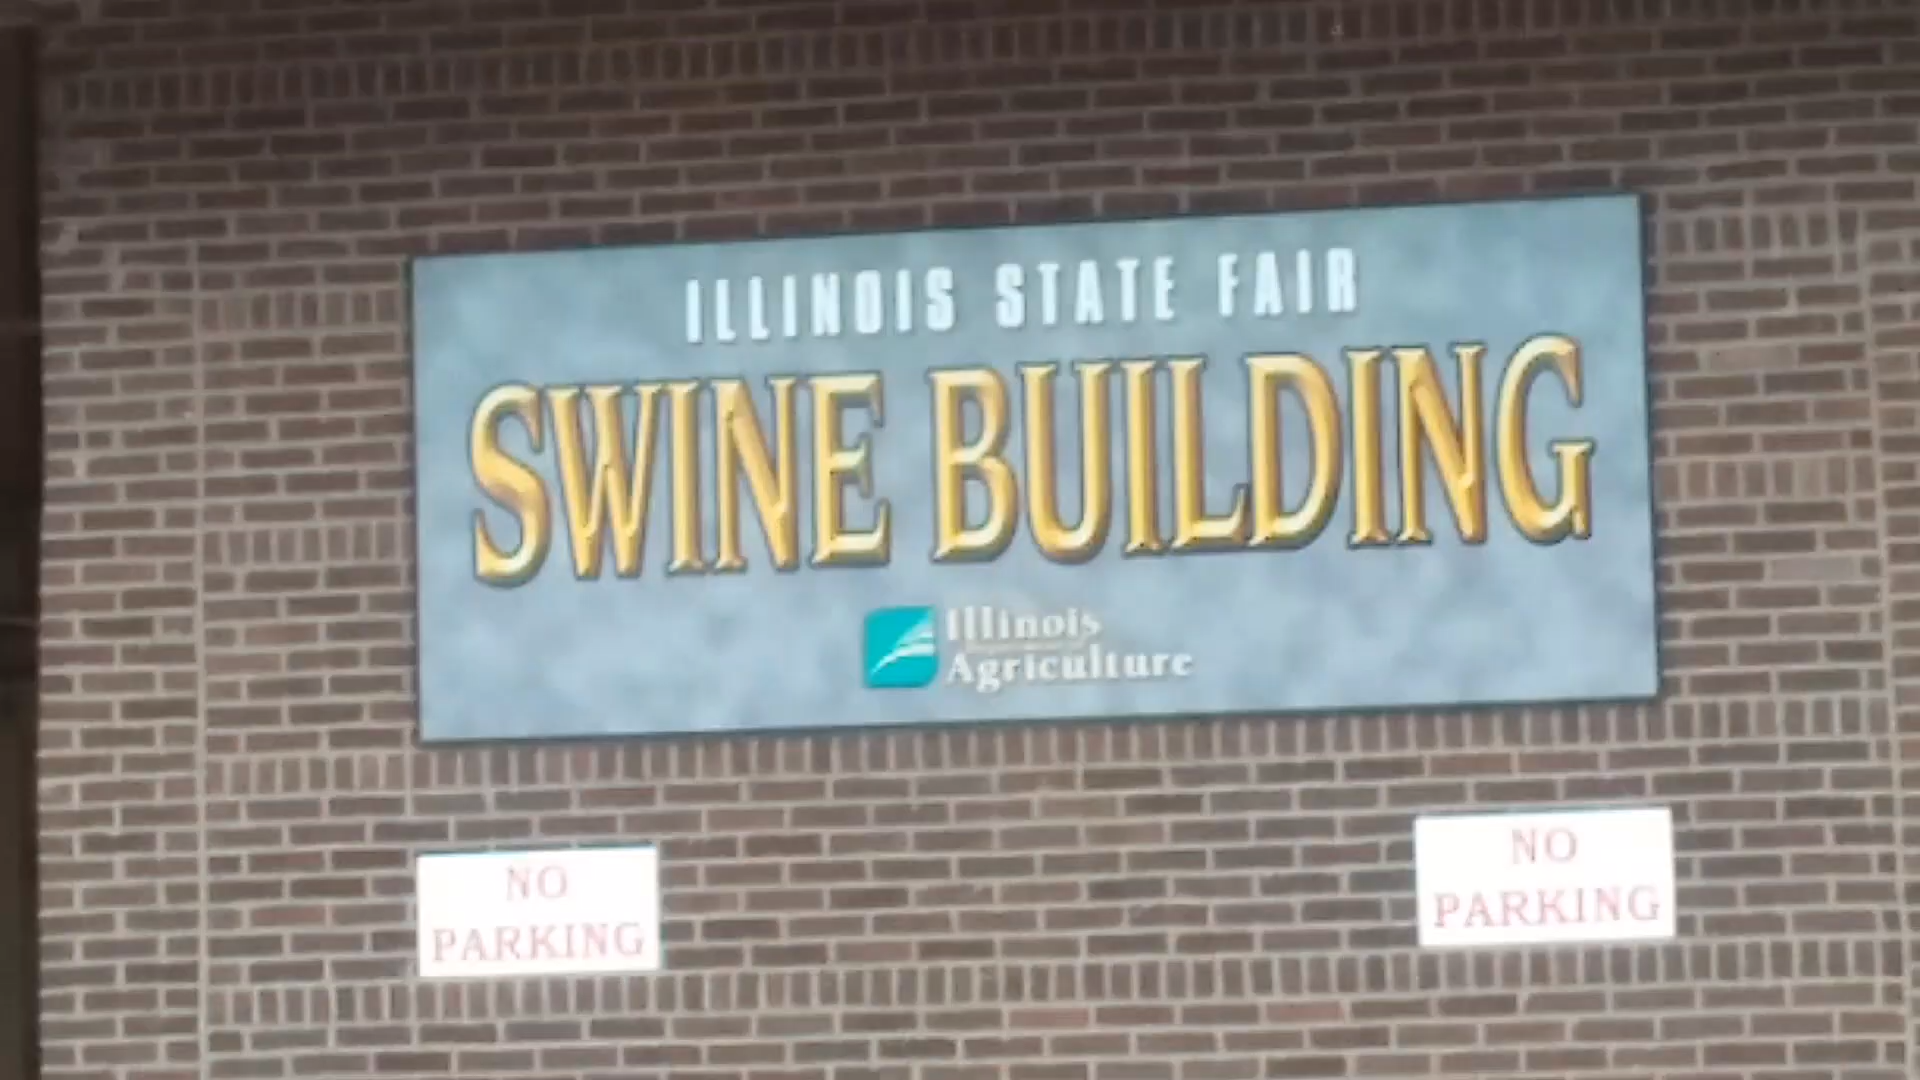 ILLINOIS STATE FAIR
SWINE BUILDING
Illinois
Agriculture
NO
PARKING
NO
PARKING